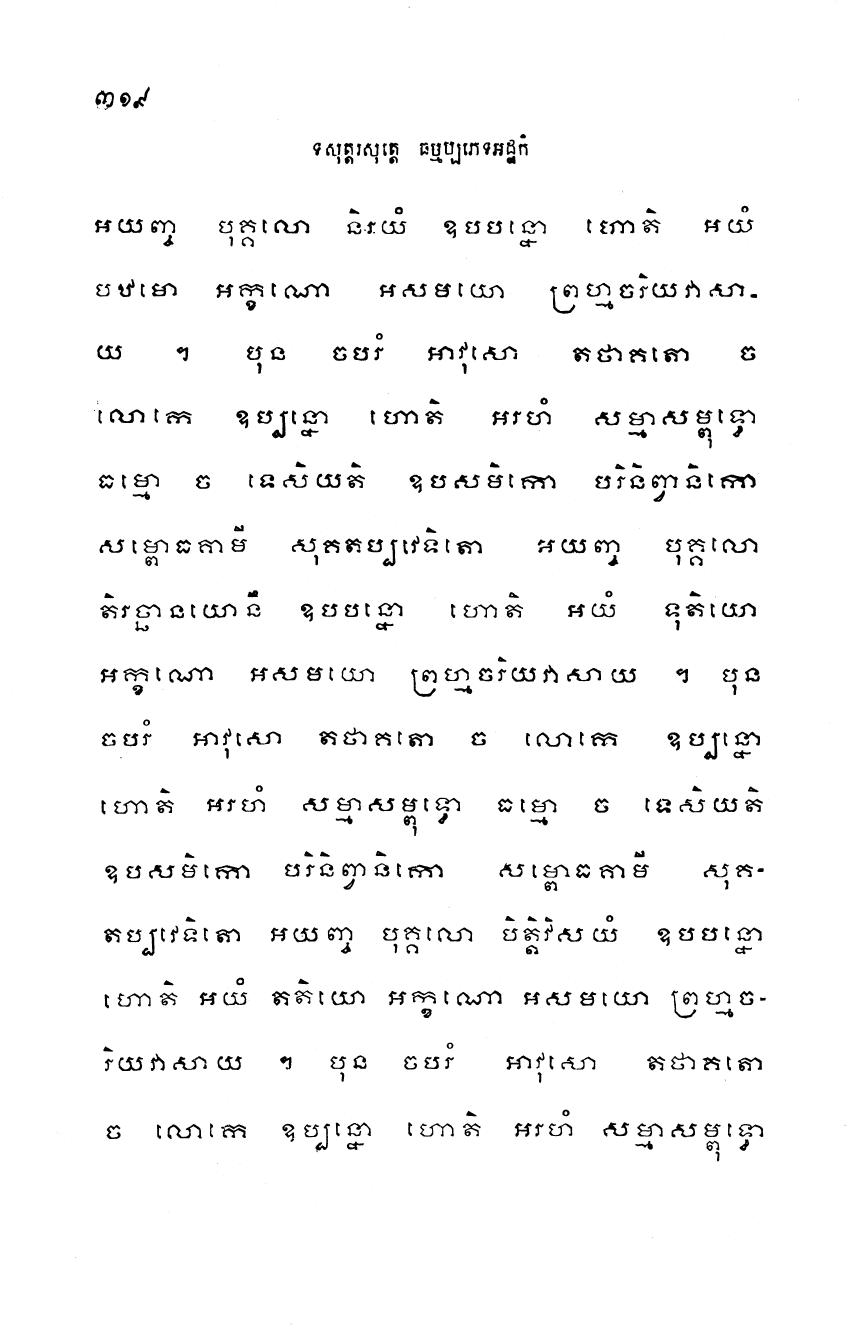 ៣១៩
ទសុត្តរសុត្តេ ធម្មប្បភេទអដ្ឋកំ
អយញ្ច បុគ្គលោ និរយំ ឧបបន្នោ ហោតិ អយំ
បឋមោ អក្ខណោ អសមយោ ព្រហ្មចរិយវាសា-
យ ។ បុន ចបរំ អាវុសោ តថាគតោ ច
លោកេ ឧប្បន្នោ ហោតិ អរហំ សម្មាសម្ពុទ្ធោ
ធម្មោ ច ទេសិយតិ ឧបសមិកោ បរិនិព្វានិកោ
សម្ពោធគាមី សុគតប្បវេទិតោ អយញ្ច បុគ្គលោ
តិរច្ឆានយោនឹ ឧបបន្នោ ហោតិ អយំ ទុតិយោ
អក្ខណោ អសមយោ ព្រហ្មចរិយវាសាយ ។ បុន
ចបរំ អាវុសោ តថាគតោ ច លោកេ ឧប្បន្នោ
ហោតិ អរហំ សម្មាសម្ពុទ្ធោ ធម្មោ ច ទេសិយតិ
ឧបសមិកោ បរិនិព្វានិកោ សម្ពោធគាមី សុគ-
តប្បវេទិតោ អយញ្ច បុគ្គលោ បិត្តិវិសយំ ឧបបន្នោ
ហោតិ អយំ តតិយោ អក្ខណោ អសមយោ ព្រហ្មច-
រិយវាសាយ ។ បុន ចបរំ អាវុសោ តថាគតោ
ច លោកេ ឧប្បន្នោ ហោតិ អរហំ សម្មាសម្ពុទ្ធោ